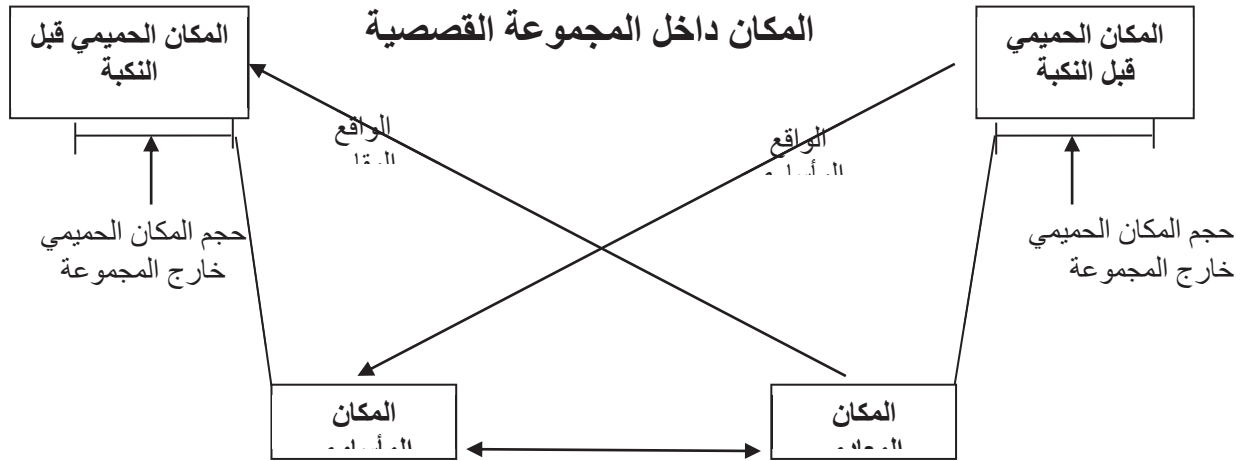 المكان داخل المجموعة القصصية
المكان الحميمي
قبل النكبة
المكان الحميمي قبل
النكبة
الواقع
الواقع
حجم المكان الحميمي
خارج المجموعة
حجم المكان الحميمي
خارج المجموعة
المكان
المكان